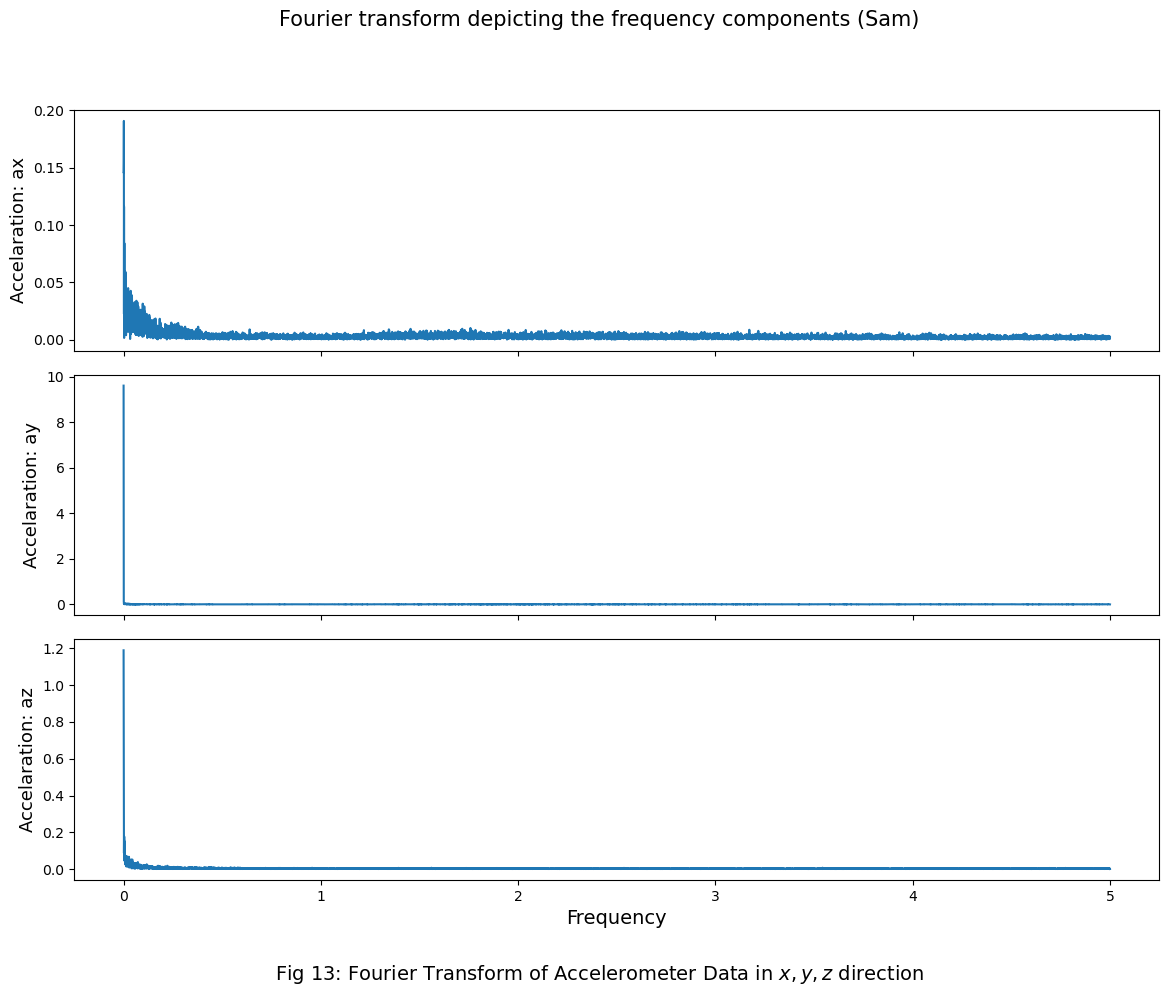 Fourier transform depicting the frequency components (Sam)
0.20
0.15
0.10
0.05
0.00
Accelaration: ax
10
8
6
4
2
0
Accelaration: ay
1.2
1.0
0.8
0.6
0.4
0.2
0.0
Accelaration: az
0 1 2 3 4 5
Frequency
Fig 13: Fourier Transform of Accelerometer Data in x, y, z direction